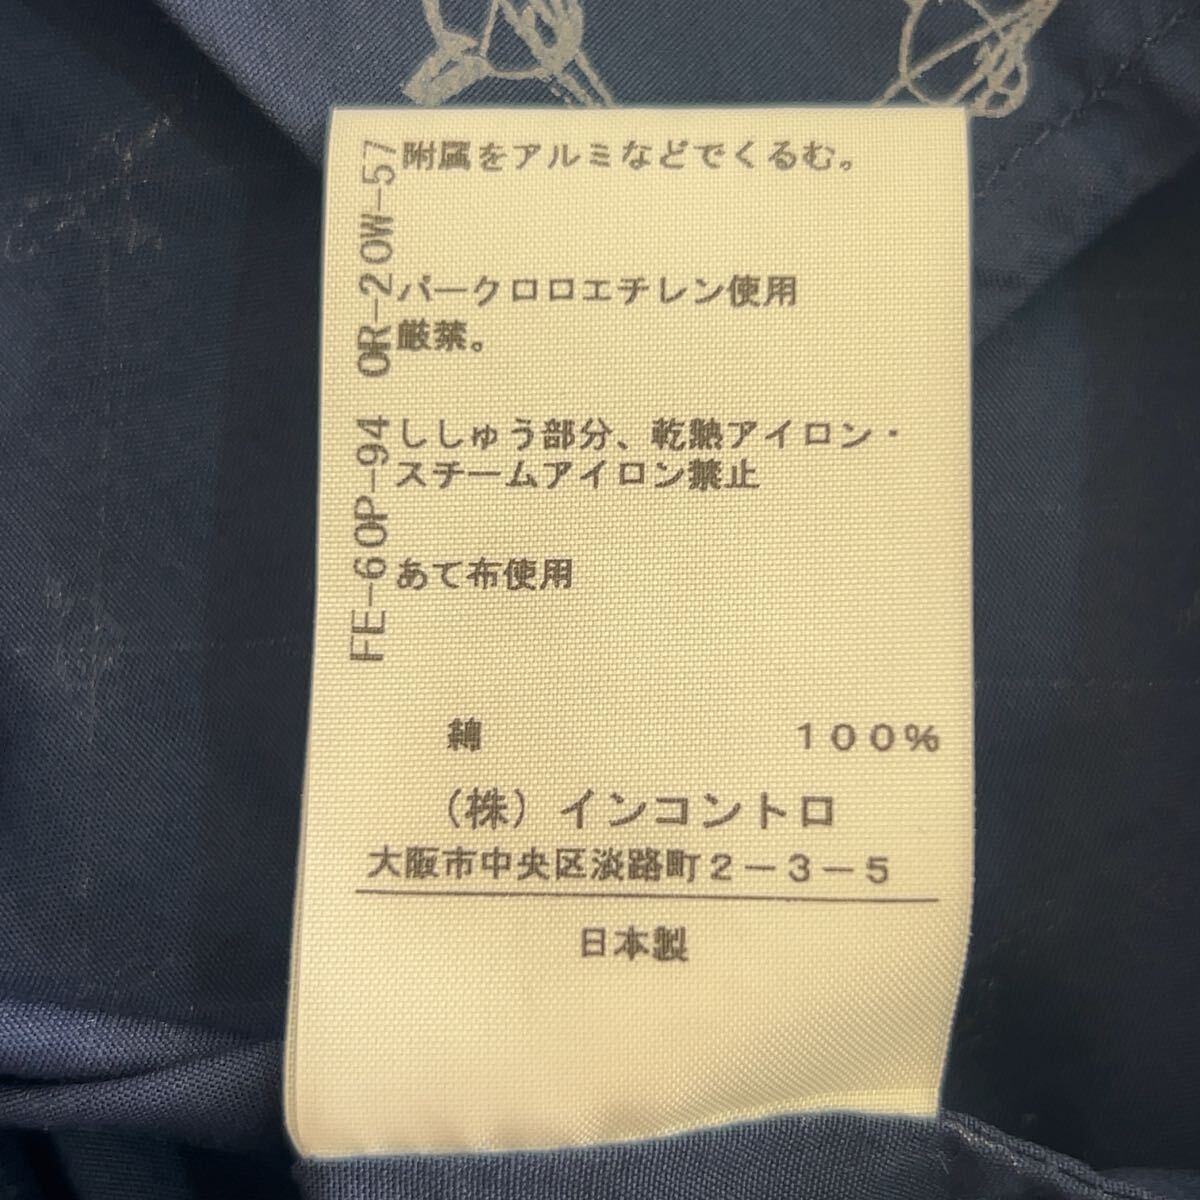 附属をアルミなどでくるむ。
パークロロエチレン使用
厳禁。
ししゅう部分、乾熱アイロン・
スチームアイロン禁止
あて布使用
FE-60P-94 OR-20W-57
綿 100%
(株)インコントロ
大阪市中央区淡路町2-3-5
日本製